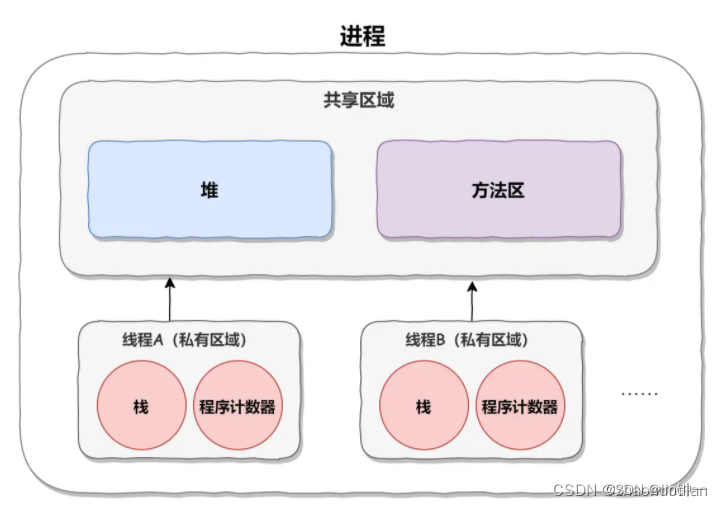 进程
共享区域
堆
方法区
线程A（私有区域）
线程B（私有区域）
栈
程序计数器
栈
程序计数器
……
CSDN